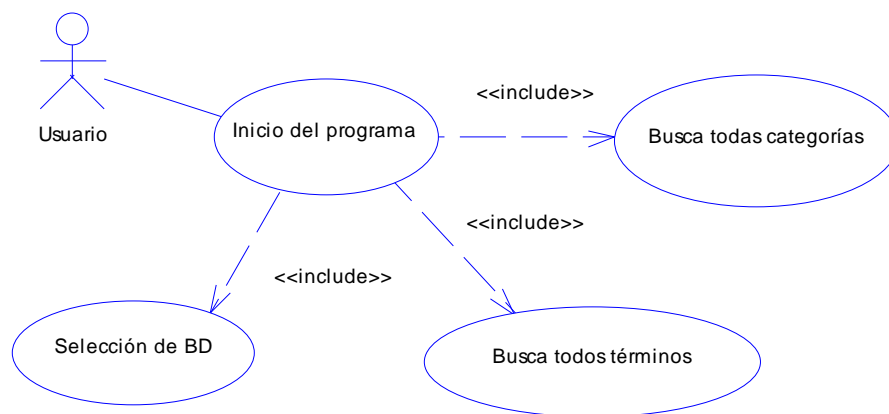 <<include>>
Usuario
Inicio del programa
Busca todas categorías
<<include>>
<<include>>
Selección de BD
Busca todos términos